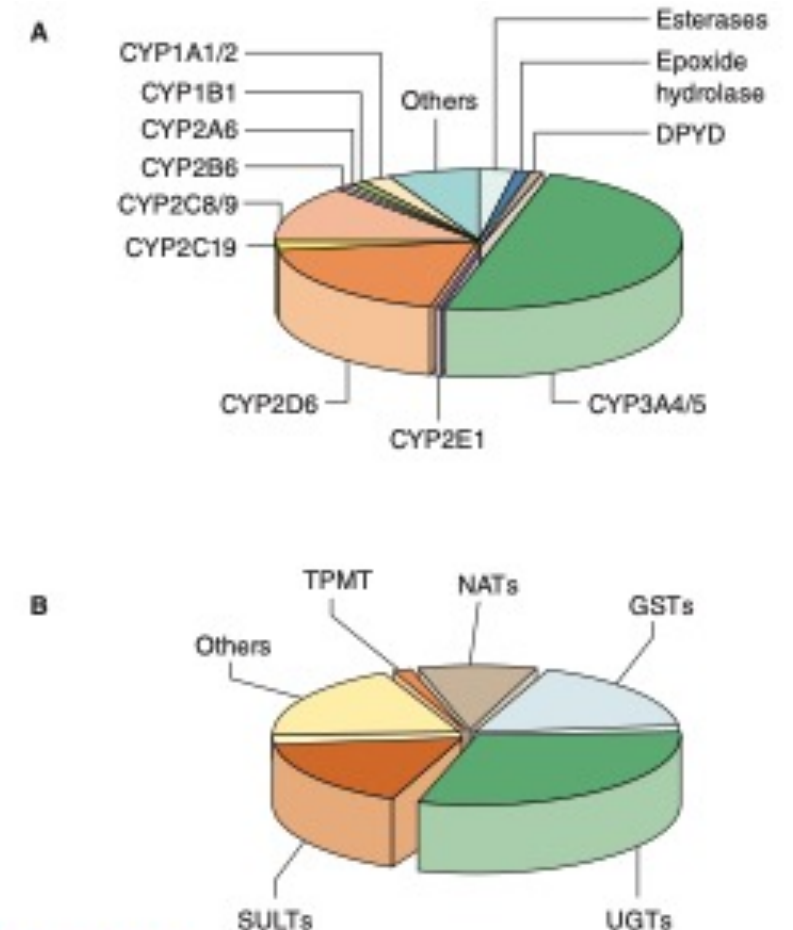 A
Esterases
CYP1A1/2
Epoxide
hydrolase
CYP1B1
Others
CYP2A6
DPYD
CYP2B6
CYP2C8/9
CYP2C19
CYP2D6
CYP3A4/5
CYP2E1
B
TPMT
NATs
GSTs
Others
SULTs
UGTs